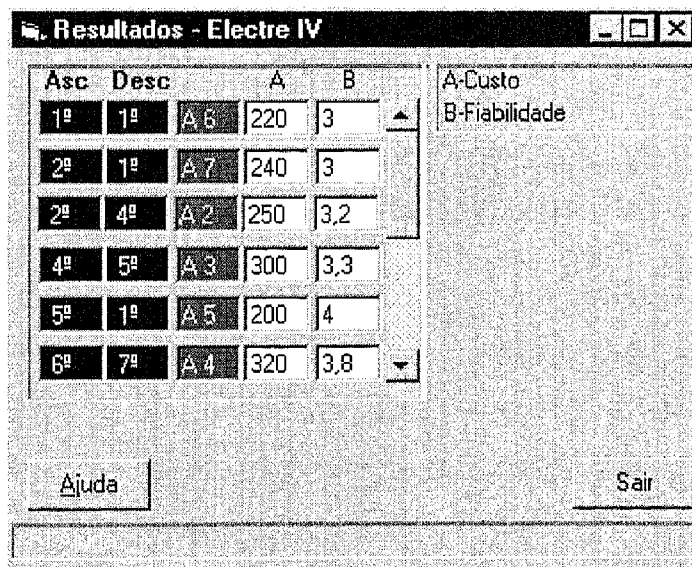 Resultados - Electre IV
Asc Desc A B
1º 1º A 6 220 3
2º 1º A 7 240 3
2º 4º A 2 250 3,2
4º 5º A 3 300 3,3
5º 1º A 5 200 4
6º 7º A 4 320 3,8
A-Custo
B-Fiabilidade
Ajuda
Sair